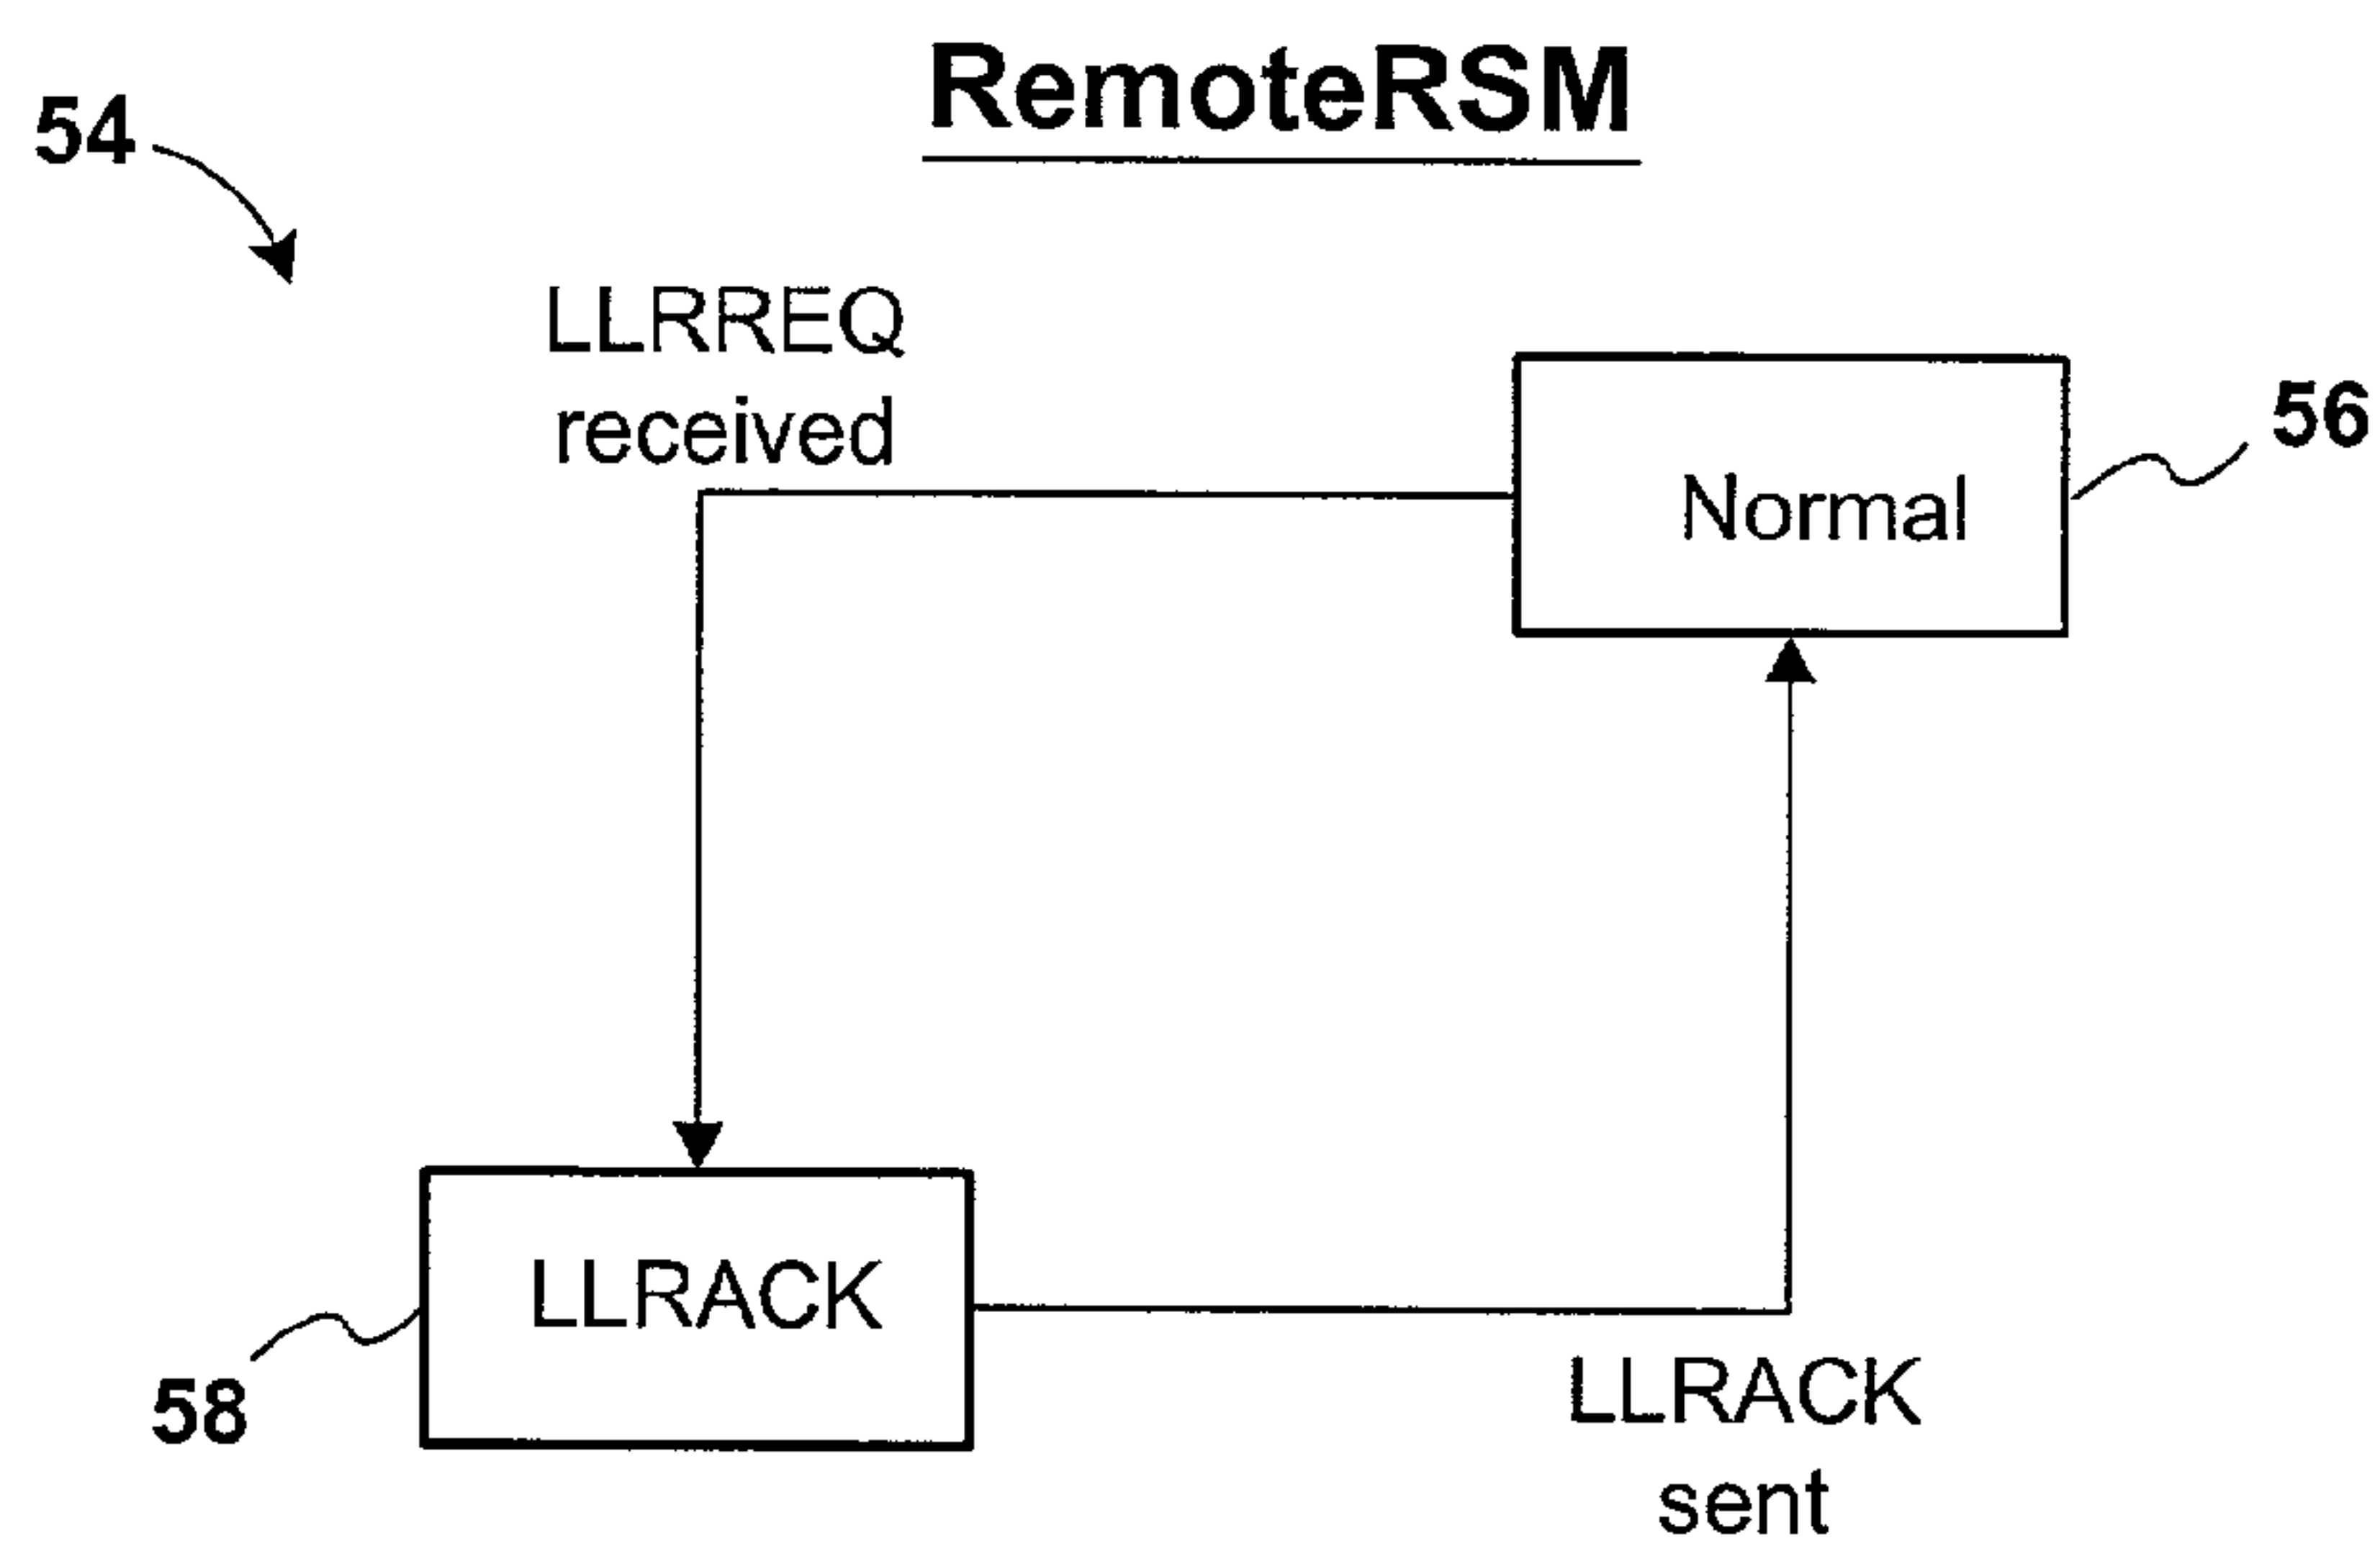 RemoteRSM
54
LLRREQ
received
56
Normal
LLRACK
58
LLRACK
sent